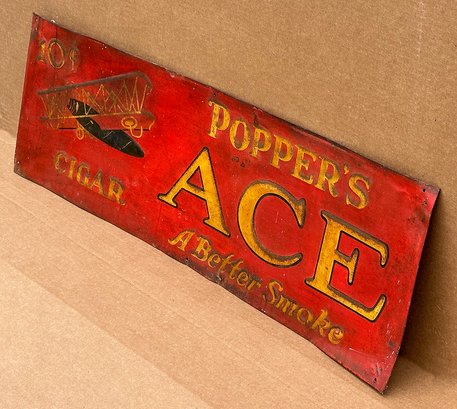 10¢
CIGAR
POPPER'S
ACE
A Better Smoke